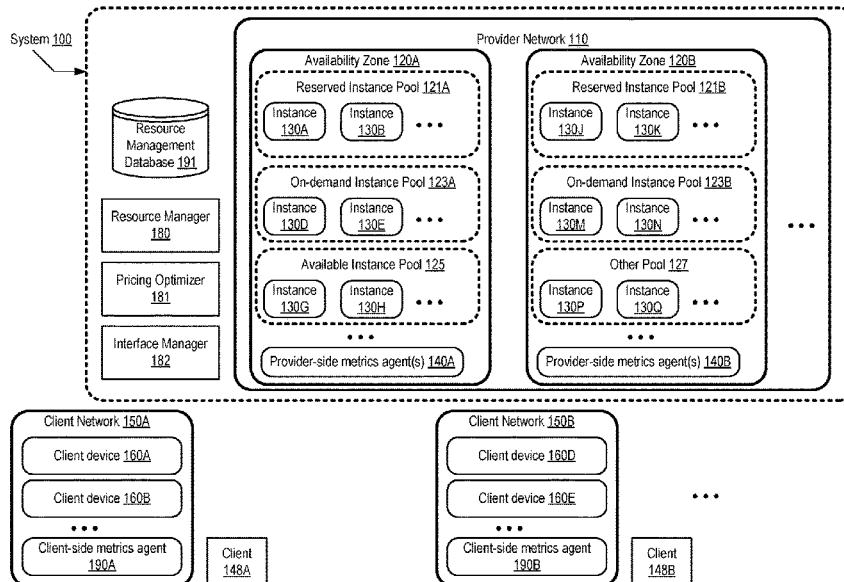 System 100
Provider Network 110
Availability Zone 120A
Reserved Instance Pool 121A
Instance
130A
Instance
130B
On-demand Instance Pool 123A
Instance
130D
Instance
130E
Available Instance Pool 125
Instance
130G
Instance
130H
Provider-side metrics agent(s) 140A
Availability Zone 120B
Reserved Instance Pool 121B
Instance
130J
Instance
130K
On-demand Instance Pool 123B
Instance
130M
Instance
130N
Other Pool 127
Instance
130P
Instance
130Q
Provider-side metrics agent(s) 140B
Resource
Management
Database 191
Resource Manager
180
Pricing Optimizer
181
Interface Manager
182
Client Network 150A
Client device 160A
Client device 160B
Client-side metrics agent
190A
Client
148A
Client Network 150B
Client device 160D
Client device 160E
Client-side metrics agent
190B
Client
148B